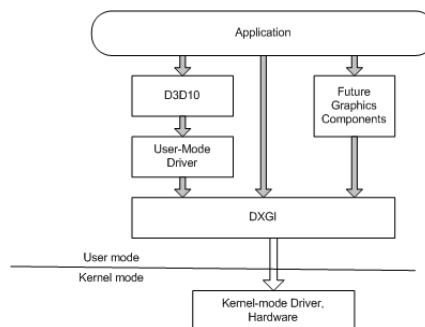 Application
D3D10
Future
Graphics
Components
User-Mode
Driver
DXGI
User mode
Kernel mode
Kernel-mode Driver,
Hardware